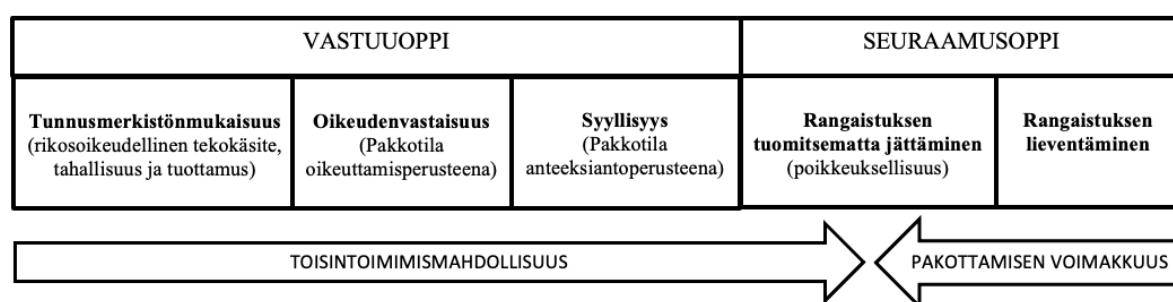 VASTUUOPPI
SEURAAMUSOPPI
Tunnusmerkistönmukaisuus
(rikosoikeudellinen tekokäsite,
tahallisuus ja tuottamus)
Oikeudenvastaisuus
(Pakkotila
oikeuttamisperusteena)
Syyllisyys
(Pakkotila
anteeksiantoperusteena)
Rangaistuksen
tuomitsematta jättäminen
(poikkeuksellisuus)
Rangaistuksen
lieventäminen
TOISINTOIMIMISMAHDOLLISUUS
PAKOTTAMISEN VOIMAKKUUS